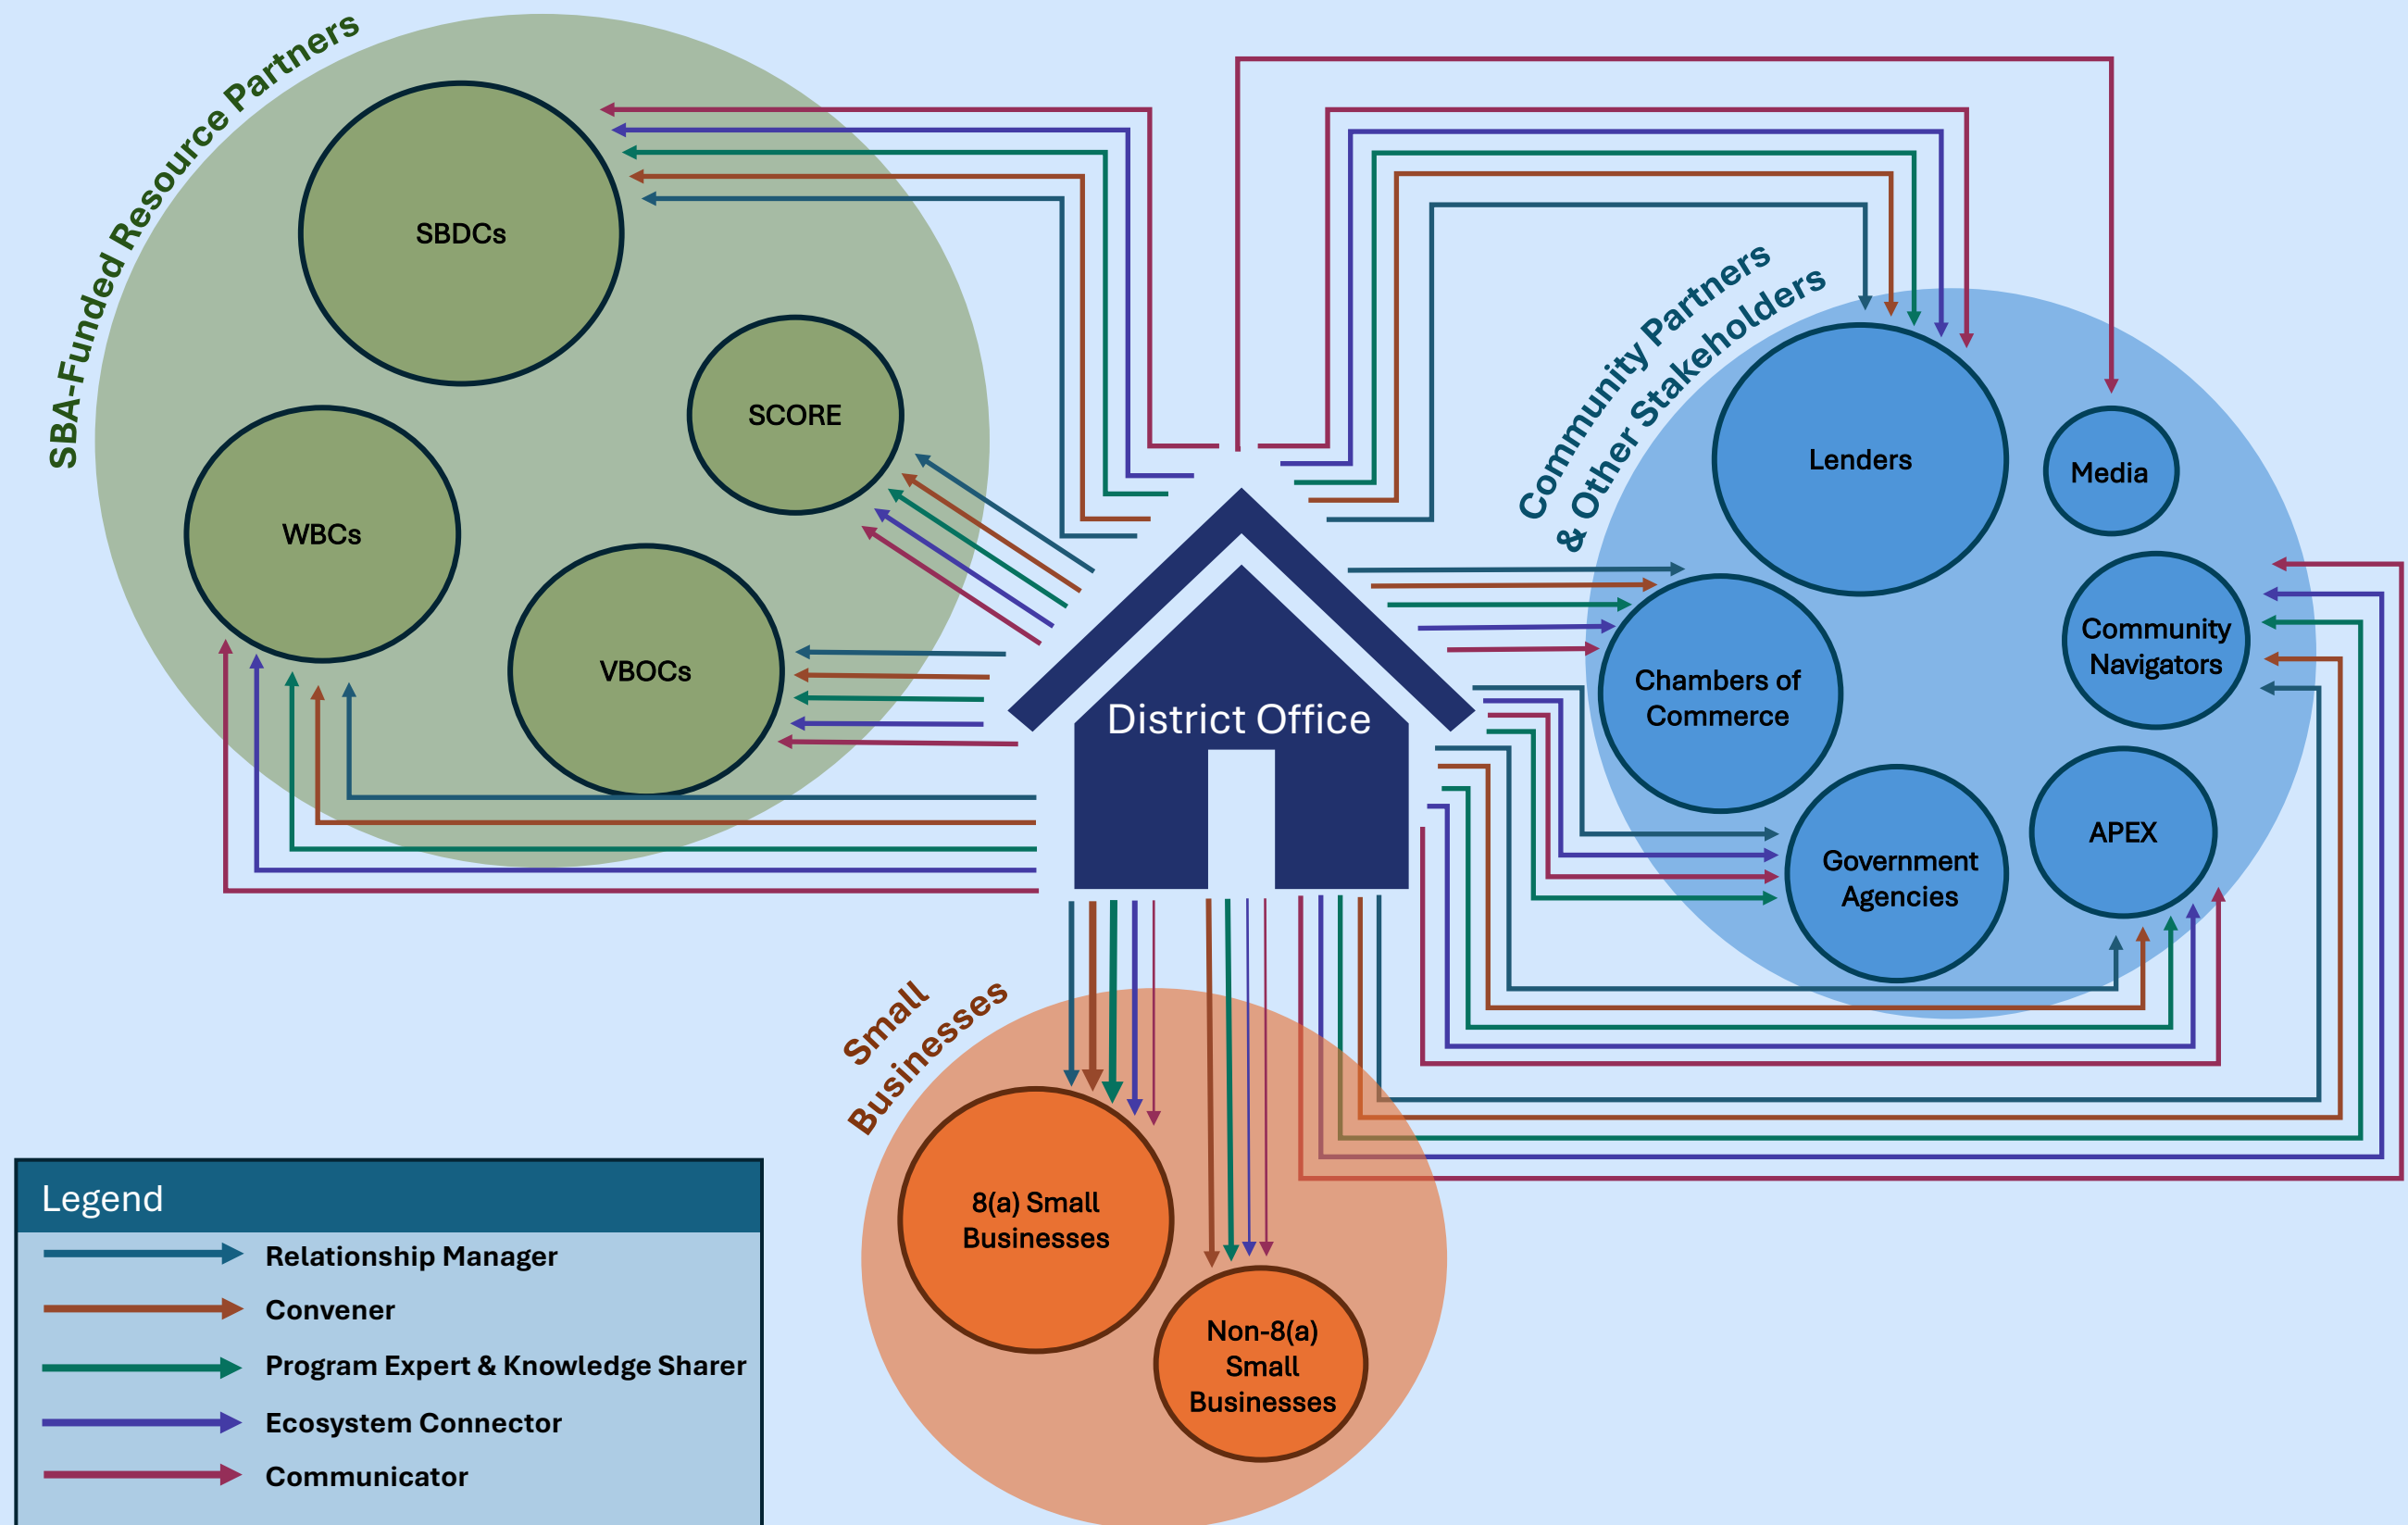 SBA-Funded Resource Partners
SBDCs
SCORE
WBCs
VBOCs
Community Partners
& Other Stakeholders
Lenders
Media
Community
Navigators
Chambers of
Commerce
APEX
Government
Agencies
District Office
Small
Businesses
8(a) Small
Businesses
Non-8(a)
Small
Businesses
Legend
Relationship Manager
Convener
Program Expert & Knowledge Sharer
Ecosystem Connector
Communicator